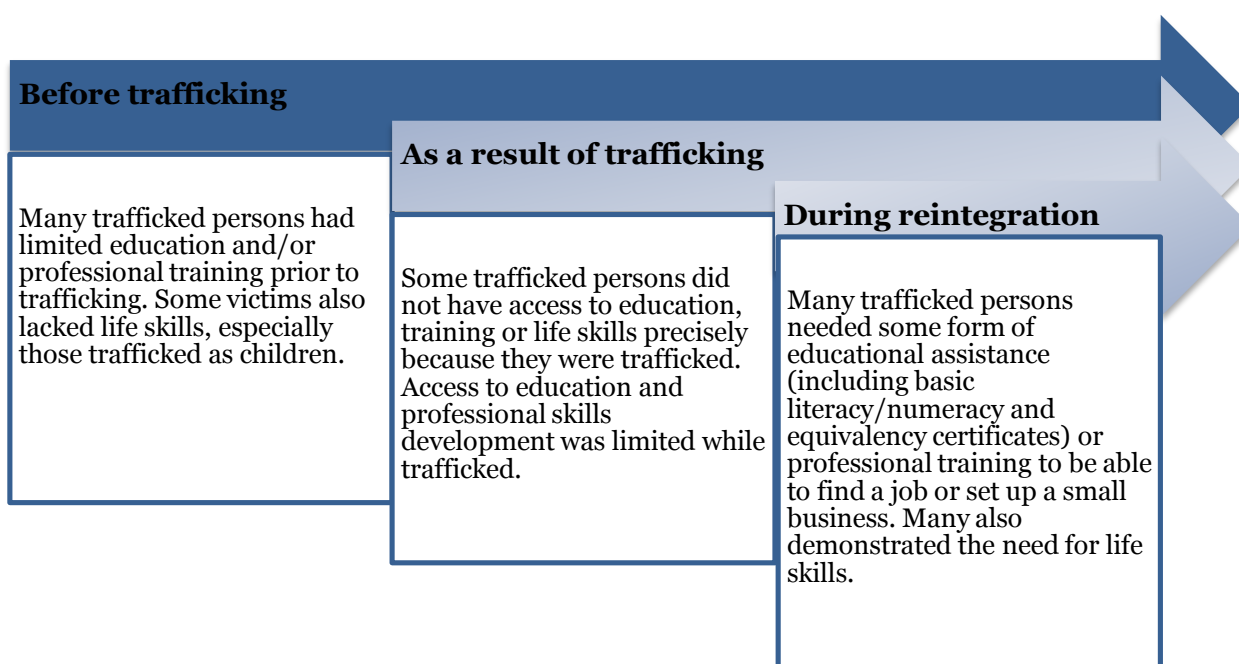 Before trafficking
Many trafficked persons had
limited education and/or
professional training prior to
trafficking. Some victims also
lacked life skills, especially
those trafficked as children.
As a result of trafficking
Some trafficked persons did
not have access to education,
training or life skills precisely
because they were trafficked.
Access to education and
professional skills
development was limited while
trafficked.
During reintegration
Many trafficked persons
needed some form of
educational assistance
(including basic
literacy/numeracy and
equivalency certificates) or
professional training to be able
to find a job or set up a small
business. Many also
demonstrated the need for life
skills.